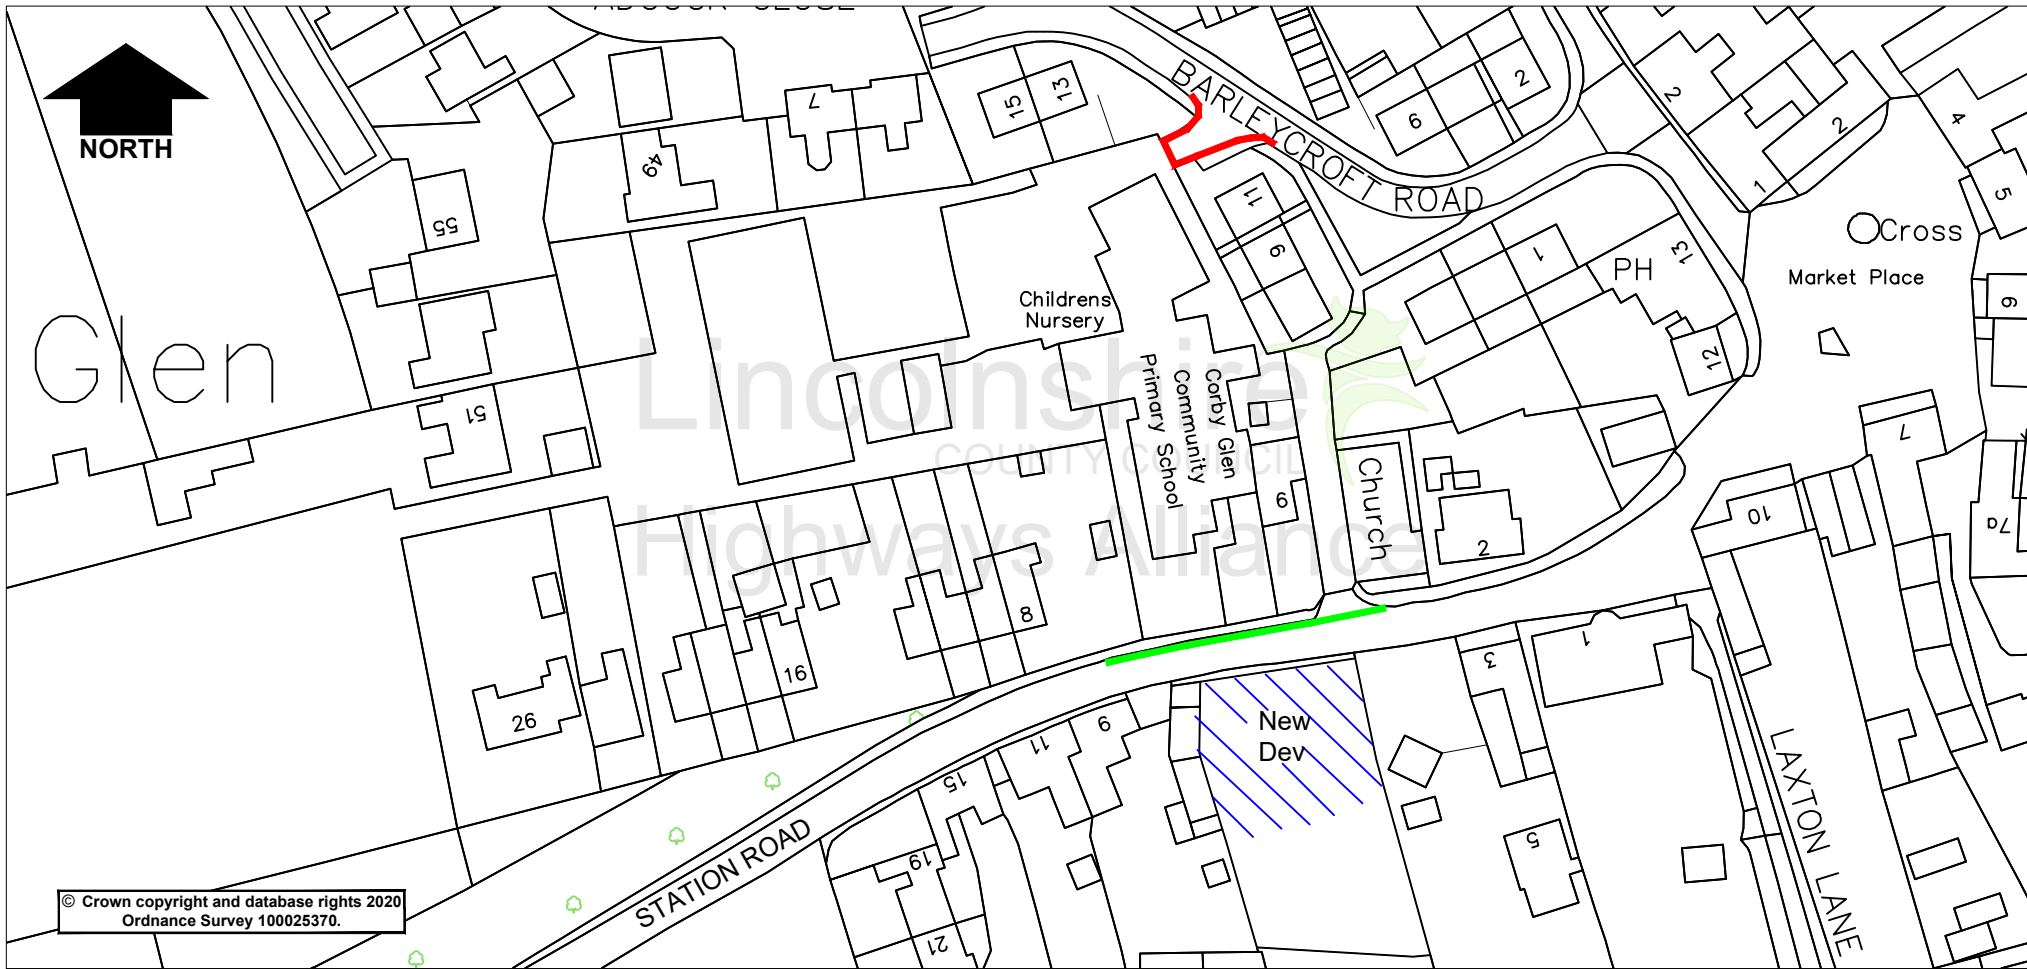 NORTH
Glen
BARLEYCROFT ROAD
15
13
7
49
55
51
11
9
6
2
2
2
1
4
5
Cross
Market Place
PH
13
1
12
6
Childrens
Nursery
Corby Glen
Community
Primary School
Church
6
2
7
10
7a
8
16
26
New
Dev
3
1
5
9
11
15
19
21
STATION ROAD
LAXTON LANE
Lincolnshire
COUNTY COUNCIL
Highways Alliance
© Crown copyright and database rights 2020
Ordnance Survey 100025370.